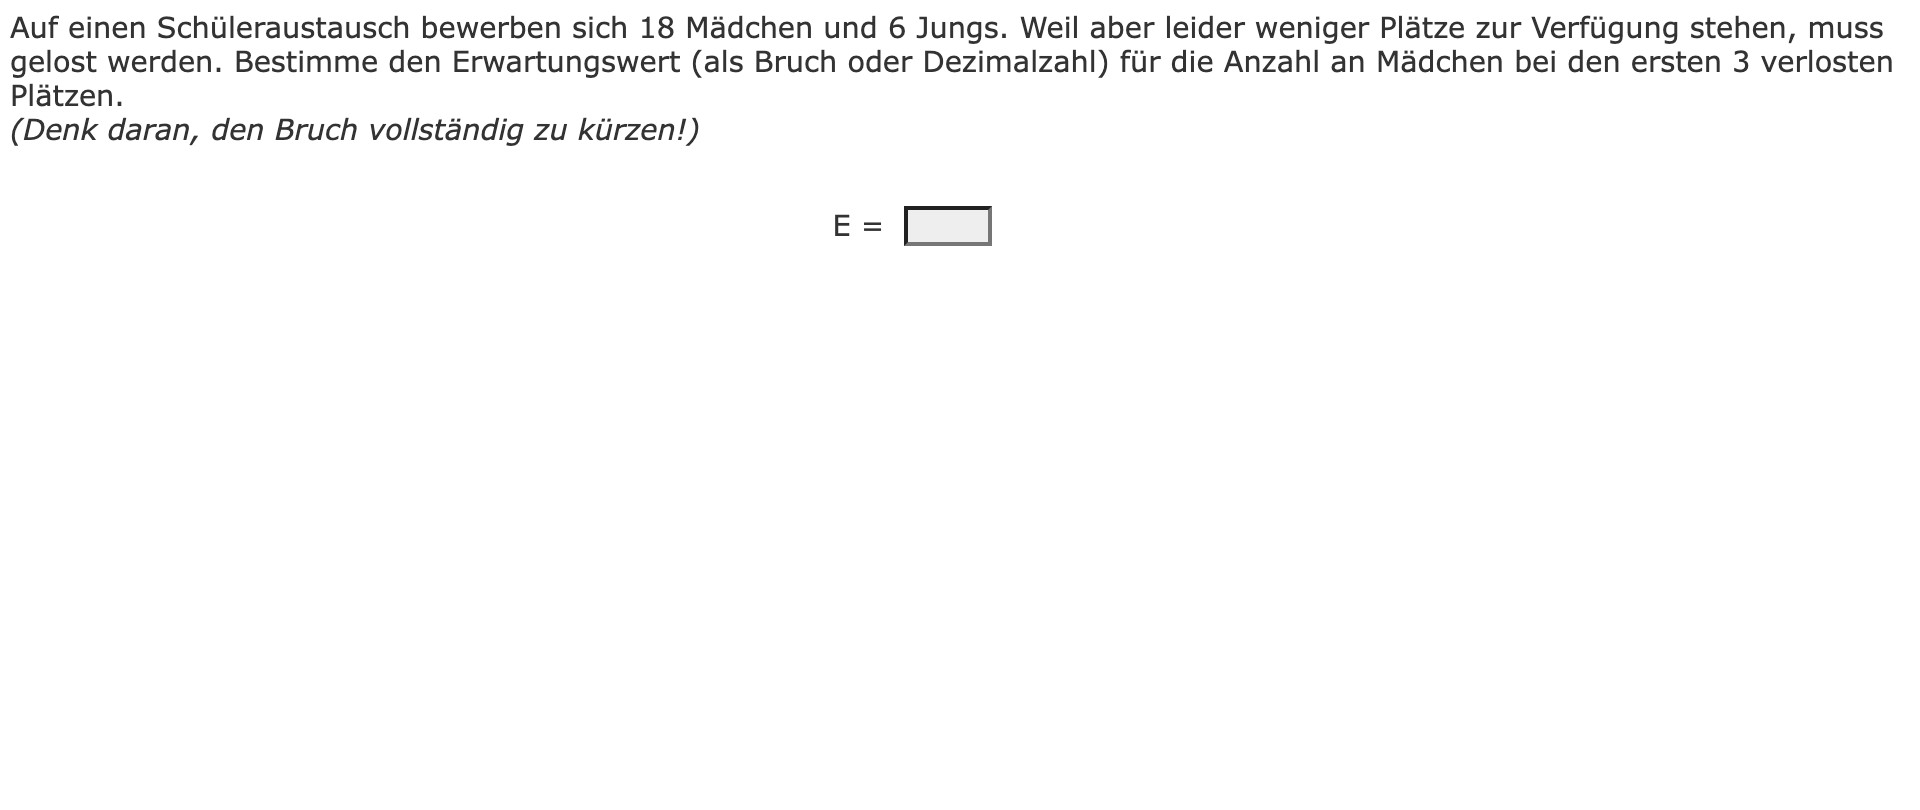 Auf einen Schüleraustausch bewerben sich 18 Mädchen und 6 Jungs. Weil aber leider weniger Plätze zur Verfügung stehen, muss
gelost werden. Bestimme den Erwartungswert (als Bruch oder Dezimalzahl) für die Anzahl an Mädchen bei den ersten 3 verlosten
Plätzen.
(Denk daran, den Bruch vollständig zu kürzen!)
E =